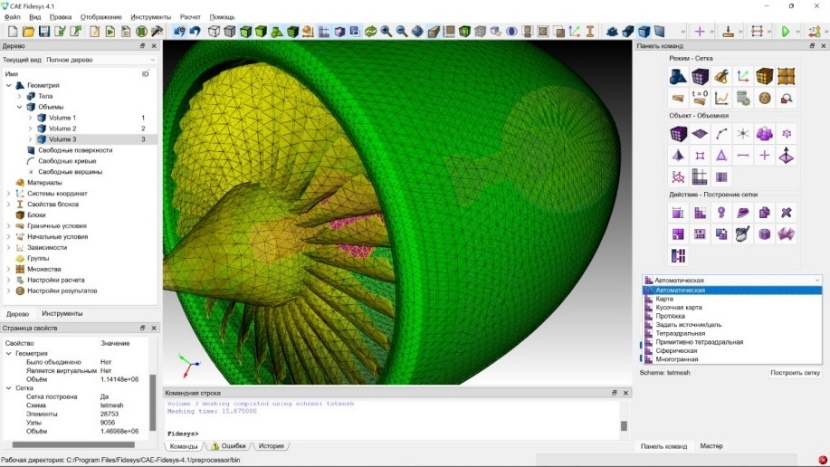 CAE Fidesys 4.1
Файл Виды Правка Отображение Инструменты Расчет Помощь
Дерево
Текущий вид Полное дерево
Имя ID
Геометрия
Тела
Объемы
Volume 1 1
Volume 2 2
Volume 3 3
Свободные поверхности
Свободные кривые
Свободные вершины
Материалы
Системы координат
Свойства блоков
Блоки
Граничные условия
Начальные условия
Зависимости
Группы
Множества
Настройки расчета
Настройки результатов
Дерево Инструменты
Страница свойств
Свойство Значение
Геометрия
Было объединено Нет
Является виртуальным Нет
Объём 1.14148e+06
Сетка
Сетка построена Да
Схема tetmesh
Элементы 28753
Узлы 9056
Объём 1.46968e+06
Командная строка
Volume 3 meshing completed using scheme: tetmesh
Meshing time: 15.875000
Fidesys>
Команды Ошибки История
Панель команд
Режим - Сетка
Объект - Объемная
Действие - Построение сетки
Автоматическая
Автоматическая
Карта
Кусочная карта
Протяжка
Задать источник/цель
Тетраэдральная
Примитивно тетраэдральная
Сферическая
Многогранная
Scheme: tetmesh Построить сетку
Панель команд Мастер
Рабочая директория: C:/Program Files/Fidesys/CAE-Fidesys-4.1/preprocessor/bin